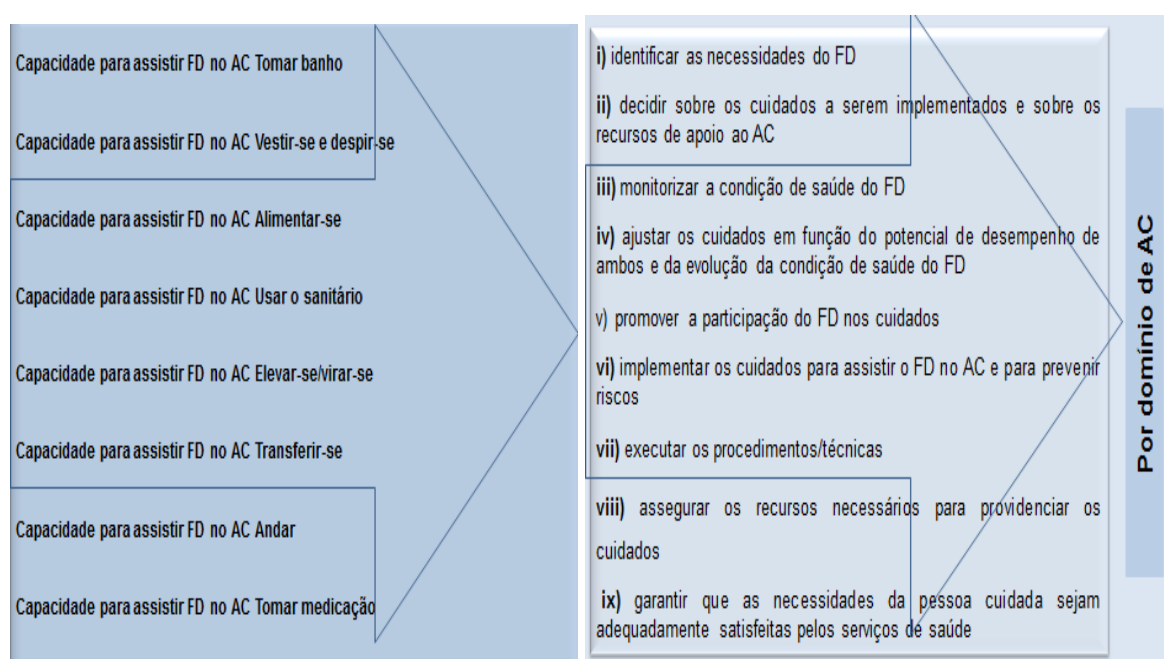 Capacidade para assistir FD no AC Tomar banho
Capacidade para assistir FD no AC Vestir-se e despir-se
Capacidade para assistir FD no AC Alimentar-se
Capacidade para assistir FD no AC Usar o sanitário
Capacidade para assistir FD no AC Elevar-se/virar-se
Capacidade para assistir FD no AC Transferir-se
Capacidade para assistir FD no AC Andar
Capacidade para assistir FD no AC Tomar medicação
i) identificar as necessidades do FD
ii) decidir sobre os cuidados a serem implementados e sobre os
recursos de apoio ao AC
iii) monitorizar a condição de saúde do FD
iv) ajustar os cuidados em função do potencial de desempenho de
ambos e da evolução da condição de saúde do FD
v) promover a participação do FD nos cuidados
vi) implementar os cuidados para assistir o FD no AC e para prevenir
riscos
vii) executar os procedimentos/técnicas
viii) assegurar os recursos necessários para providenciar os
cuidados
ix) garantir que as necessidades da pessoa cuidada sejam
adequadamente satisfeitas pelos serviços de saúde
Por domínio de AC